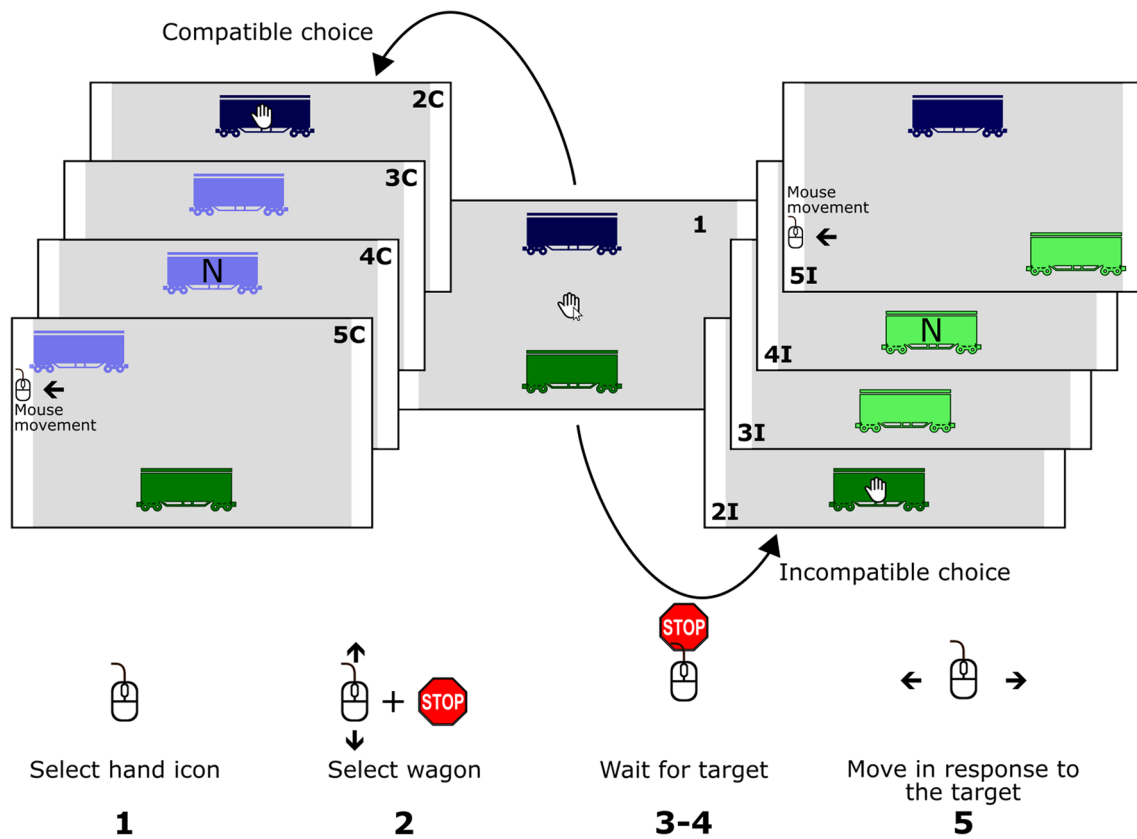 Compatible choice
2C
3C
4C
N
5C
Mouse
movement
1
Mouse
movement
5I
N
4I
3I
2I
Incompatible choice
STOP
+ STOP
Select hand icon
Select wagon
Wait for target
Move in response to
the target
1
2
3-4
5